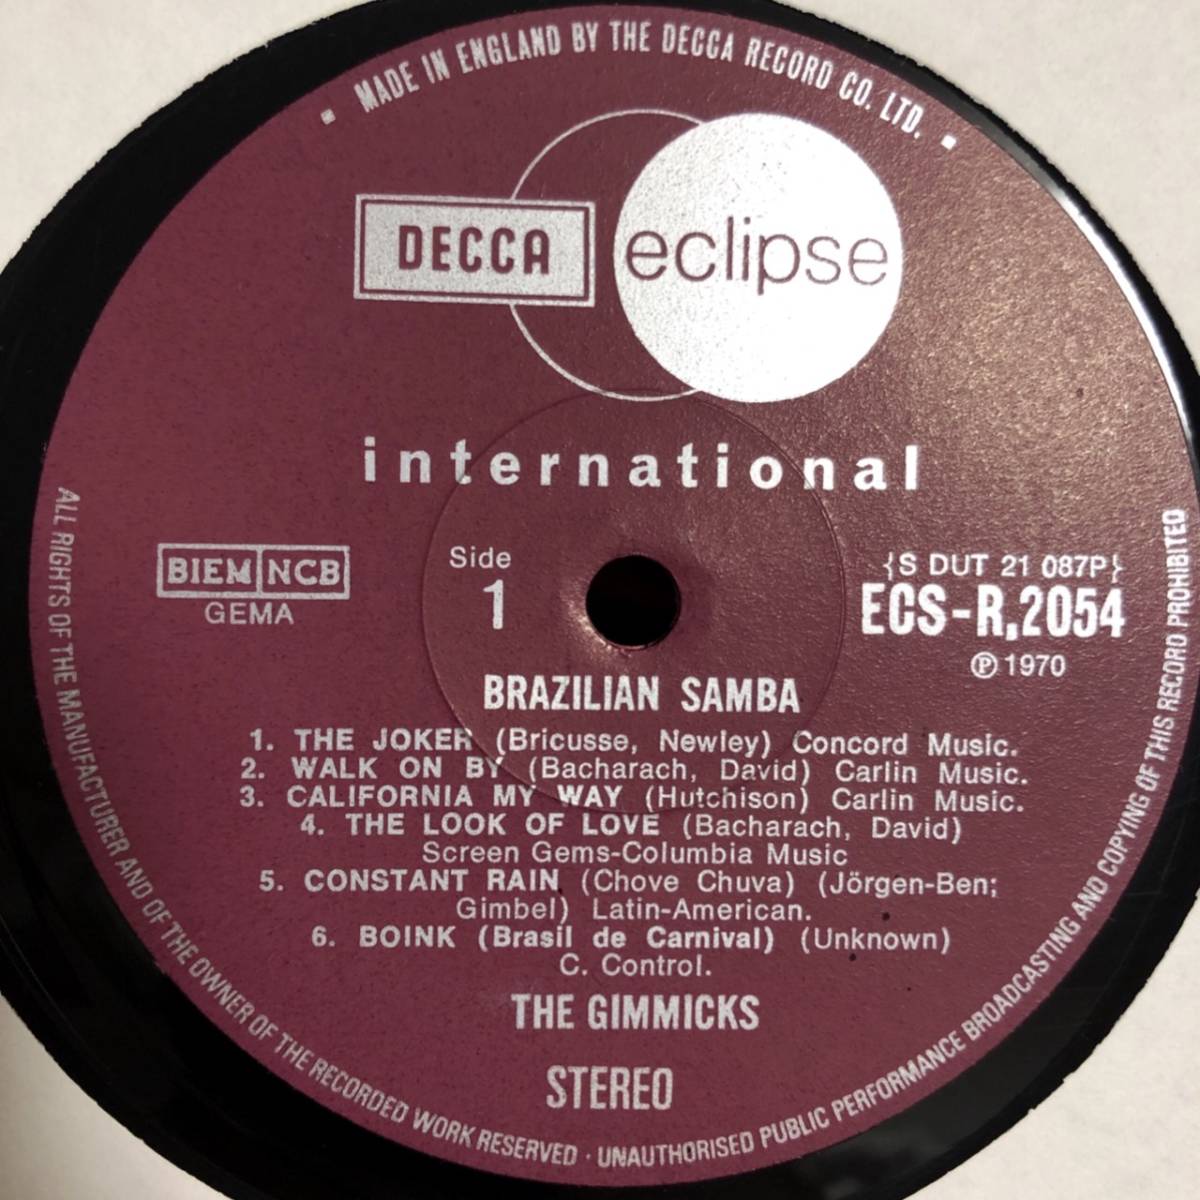 • MADE IN ENGLAND BY THE DECCA RECORD CO. LTD. •
DECCA eclipse
international
BIEM NCB
GEMA
Side
1
{S DUT 21 087P}
ECS-R.2054
℗ 1970
BRAZILIAN SAMBA
1. THE JOKER (Bricusse, Newley) Concord Music.
2. WALK ON BY (Bacharach, David) Carlin Music.
3. CALIFORNIA MY WAY (Hutchison) Carlin Music.
4. THE LOOK OF LOVE (Bacharach, David)
Screen Gems-Columbia Music
5. CONSTANT RAIN (Chove Chuva) (Jörgen-Ben;
Gimbel) Latin-American.
6. BOINK (Brasil de Carnival) (Unknown)
C. Control.
THE GIMMICKS
STEREO
ALL RIGHTS OF THE MANUFACTURER AND OF THE OWNER OF THE RECORDED WORK RESERVED · UNAUTHORISED PUBLIC PERFORMANCE BROADCASTING AND COPYING OF THIS RECORD PROHIBITED